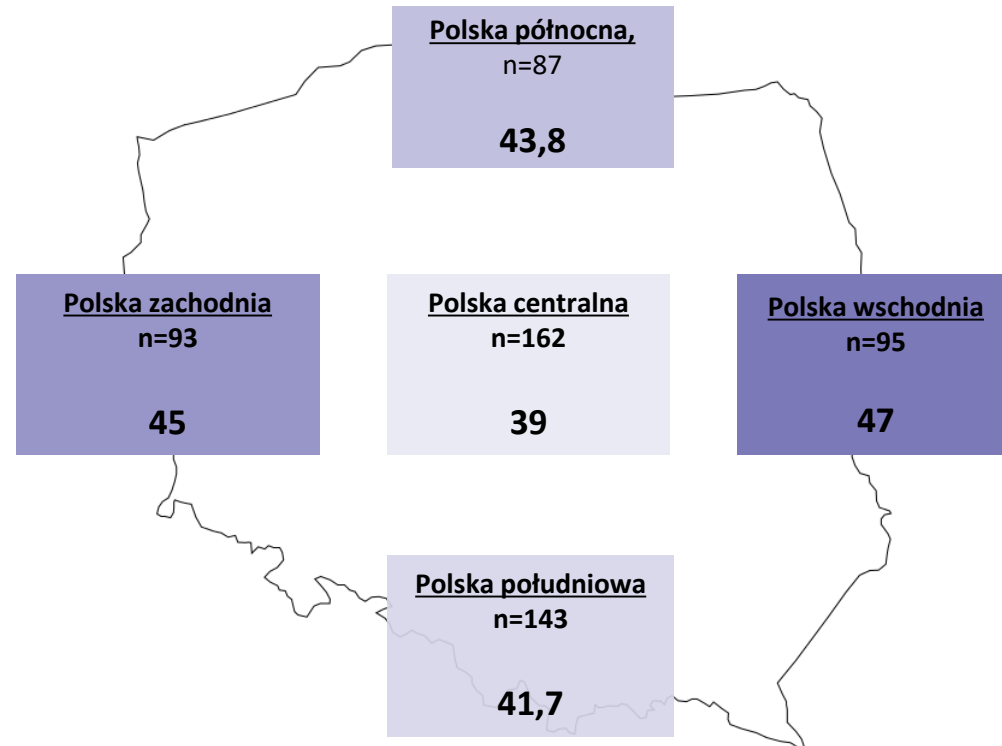 Polska północna,
n=87
43,8
Polska zachodnia
n=93
45
Polska centralna
n=162
39
Polska wschodnia
n=95
47
Polska południowa
n=143
41,7